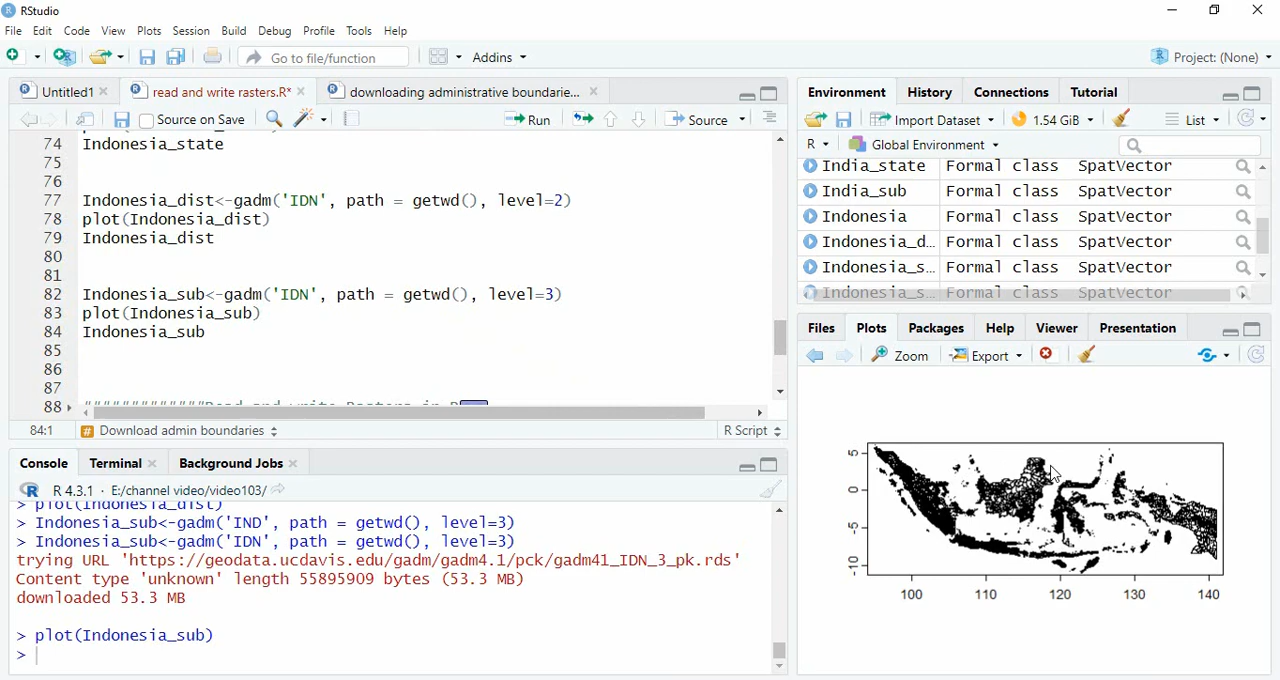 RStudio
File Edit Code View Plots Session Build Debug Profile Tools Help
Go to file/function Addins Project: (None)
Untitled1 read and write rasters.R* downloading administrative boundarie...
Source on Save Run Source
74 Indonesia_state
75
76
77 Indonesia_dist<-gadm('IDN', path = getwd(), level=2)
78 plot(Indonesia_dist)
79 Indonesia_dist
80
81
82 Indonesia_sub<-gadm('IDN', path = getwd(), level=3)
83 plot(Indonesia_sub)
84 Indonesia_sub
85
86
87
88 #############Read and write Rasters in R
84:1 Download admin boundaries R Script
Console Terminal Background Jobs
R 4.3.1 · E:/channel video/video103/
> plot(Indonesia_dist)
> Indonesia_sub<-gadm('IND', path = getwd(), level=3)
> Indonesia_sub<-gadm('IDN', path = getwd(), level=3)
trying URL 'https://geodata.ucdavis.edu/gadm/gadm4.1/pck/gadm41_IDN_3_pk.rds'
Content type 'unknown' length 55895909 bytes (53.3 MB)
downloaded 53.3 MB
> plot(Indonesia_sub)
>
Environment History Connections Tutorial
Import Dataset 1.54 GiB List
R Global Environment
India_state Formal class SpatVector
India_sub Formal class SpatVector
Indonesia Formal class SpatVector
Indonesia_d... Formal class SpatVector
Indonesia_s... Formal class SpatVector
Indonesia_s... Formal class SpatVector
Files Plots Packages Help Viewer Presentation
Zoom Export
5
0
-5
-10
100 110 120 130 140